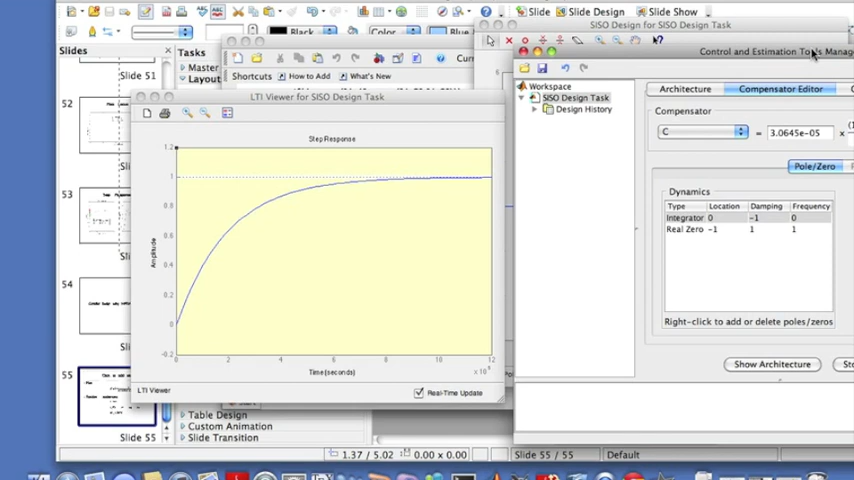 Slide
Slide Design
Slide Show
Black
Color
Blue
SISO Design for SISO Design Task
Slides
Tasks
Master
Layout
Slide 51
52
53
54
55
Slide 55
Shortcuts
How to Add
What's New
Curr
LTI Viewer for SISO Design Task
Step Response
1.2
1
0.8
0.6
0.4
0.2
0
-0.2
Amplitude
0
2
4
6
8
10
12
Time(seconds)
LTI Viewer
Real-Time Update
Table Design
Custom Animation
Slide Transition
1.37 / 5.02
0.00 x 0.00
Slide 55 / 55
Default
Control and Estimation Tools Manag
Workspace
SISO Design Task
Design History
Architecture
Compensator Editor
Compensator
C
=
3.0645e-05
x
Pole/Zero
Dynamics
Type Location Damping Frequency
Integrator 0 -1 0
Real Zero -1 1 1
Right-click to add or delete poles/zeros
Show Architecture